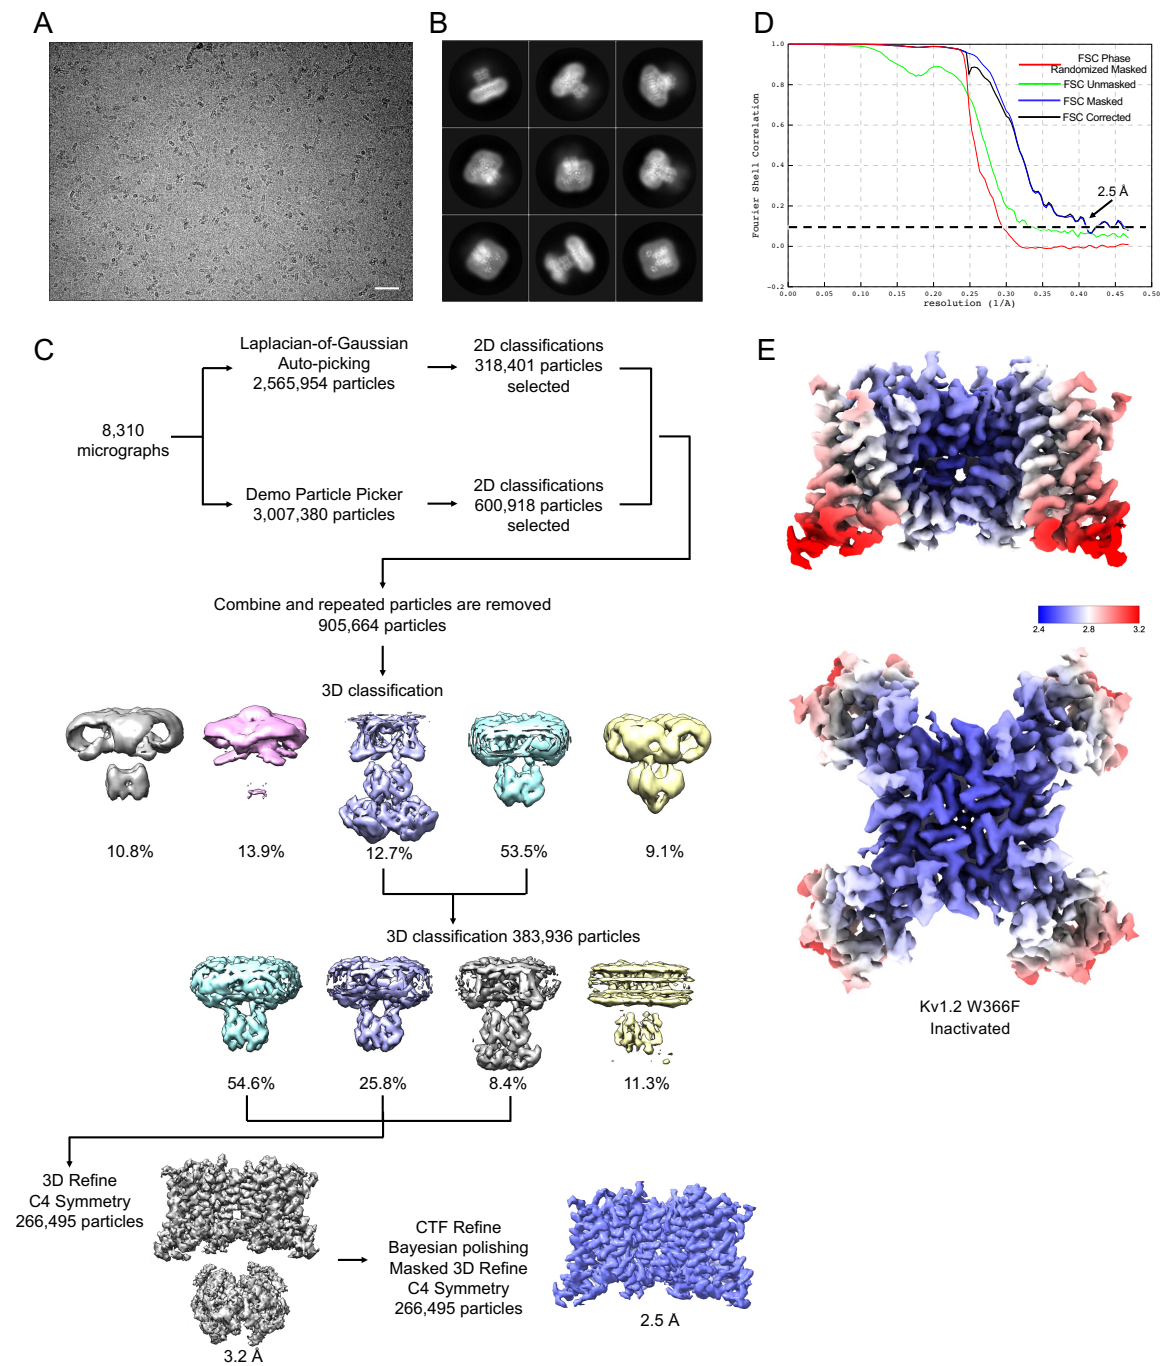 A
B
D
1.0
0.8
0.6
0.4
0.2
0.0
−0.2
Fourier Shell Correlation
0.00
0.05
0.10
0.15
0.20
0.25
0.30
0.35
0.40
0.45
0.50
resolution (1/A)
FSC Phase
Randomized Masked
FSC Unmasked
FSC Masked
FSC Corrected
2.5 Å
C
8,310
micrographs
Laplacian-of-Gaussian
Auto-picking
2,565,954 particles
2D classifications
318,401 particles
selected
Demo Particle Picker
3,007,380 particles
2D classifications
600,918 particles
selected
Combine and repeated particles are removed
905,664 particles
3D classification
10.8%
13.9%
12.7%
53.5%
9.1%
3D classification 383,936 particles
54.6%
25.8%
8.4%
11.3%
3D Refine
C4 Symmetry
266,495 particles
3.2 Å
CTF Refine
Bayesian polishing
Masked 3D Refine
C4 Symmetry
266,495 particles
2.5 Å
E
2.4
2.8
3.2
Kv1.2 W366F
Inactivated